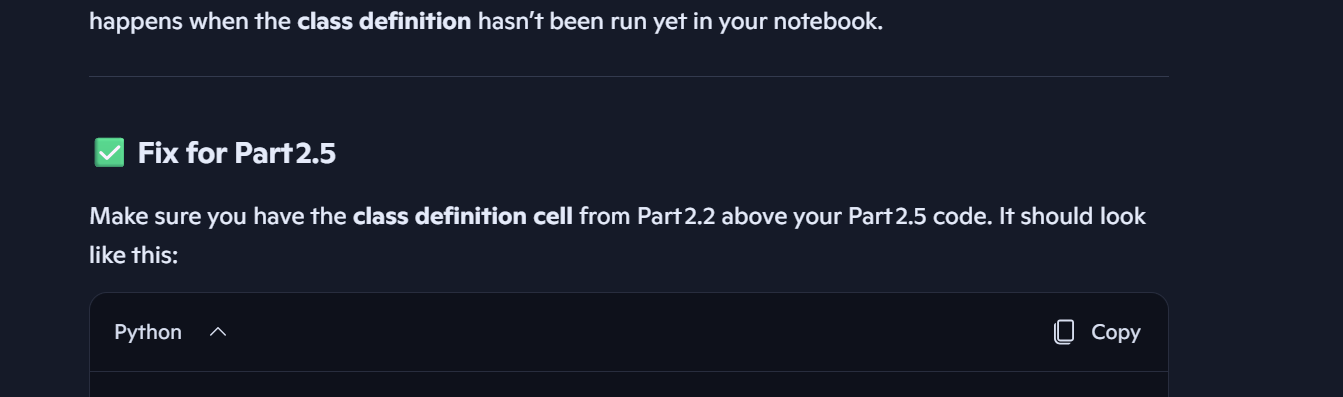 happens when the class definition hasn’t been run yet in your notebook.
✅ Fix for Part 2.5
Make sure you have the class definition cell from Part 2.2 above your Part 2.5 code. It should look
like this:
Python
Copy